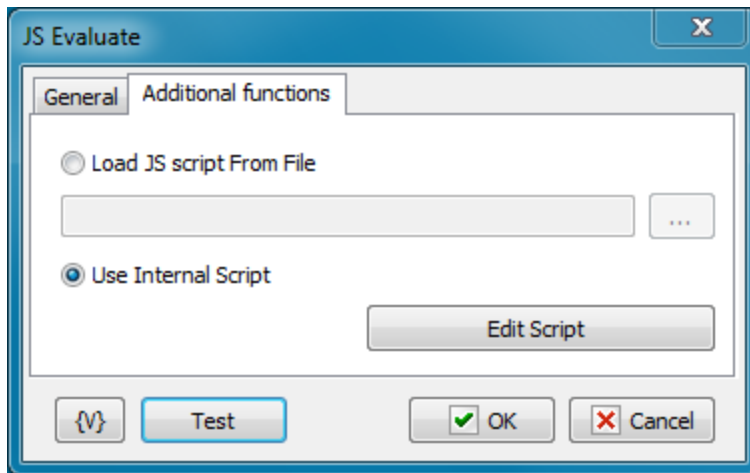 JS Evaluate
General Additional functions
Load JS script From File
...
Use Internal Script
Edit Script
{V} Test OK Cancel